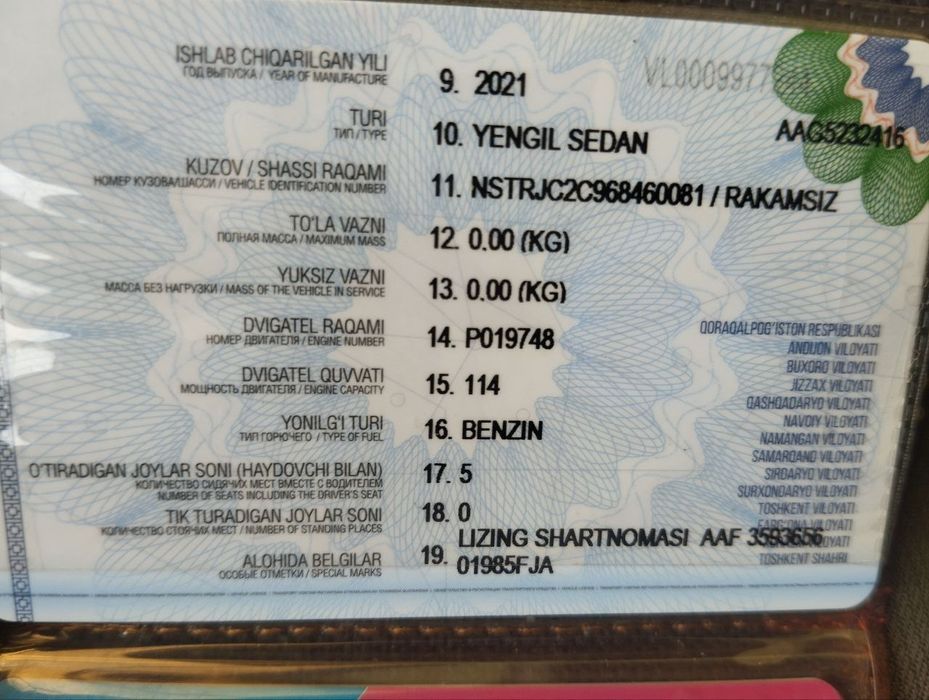 ISHLAB CHIQARILGAN YILI
ГОД ВЫПУСКА / YEAR OF MANUFACTURE
9. 2021
VL0009977
TURI
ТИП / TYPE
10. YENGIL SEDAN
AAG5232416
KUZOV / SHASSI RAQAMI
НОМЕР КУЗОВА/ШАССИ / VEHICLE IDENTIFICATION NUMBER
11. NSTRJC2C968460081 / RAKAMSIZ
TO'LA VAZNI
ПОЛНАЯ МАССА / MAXIMUM MASS
12. 0.00 (KG)
YUKSIZ VAZNI
МАССА БЕЗ НАГРУЗКИ / MASS OF THE VEHICLE IN SERVICE
13. 0.00 (KG)
DVIGATEL RAQAMI
НОМЕР ДВИГАТЕЛЯ / ENGINE NUMBER
14. P019748
DVIGATEL QUVVATI
МОЩНОСТЬ ДВИГАТЕЛЯ / ENGINE CAPACITY
15. 114
YONILG'I TURI
ТИП ГОРЮЧЕГО / TYPE OF FUEL
16. BENZIN
O'TIRADIGAN JOYLAR SONI (HAYDOVCHI BILAN)
КОЛИЧЕСТВО СИДЯЧИХ МЕСТ ВМЕСТЕ С ВОДИТЕЛЕМ
NUMBER OF SEATS INCLUDING THE DRIVER'S SEAT
17. 5
TIK TURADIGAN JOYLAR SONI
КОЛИЧЕСТВО СТОЯЧИХ МЕСТ / NUMBER OF STANDING PLACES
18. 0
ALOHIDA BELGILAR
ОСОБЫЕ ОТМЕТКИ / SPECIAL MARKS
19. LIZING SHARTNOMASI AAF 3593656
01985FJA
QORAQALPOG'ISTON RESPUBLIKASI
ANDIJON VILOYATI
BUXORO VILOYATI
JIZZAX VILOYATI
QASHQADARYO VILOYATI
NAVOIY VILOYATI
NAMANGAN VILOYATI
SAMARQAND VILOYATI
SIRDARYO VILOYATI
SURXONDARYO VILOYATI
TOSHKENT VILOYATI
FARG'ONA VILOYATI
TOSHKENT SHAHRI